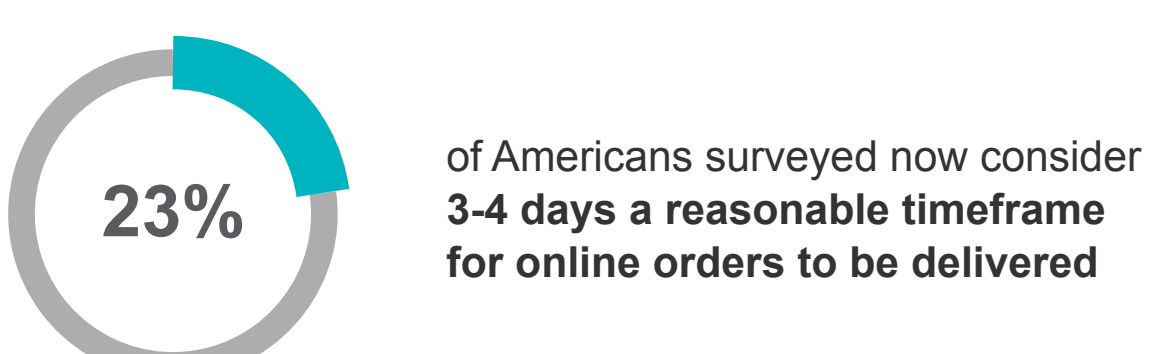 23%
of Americans surveyed now consider
3-4 days a reasonable timeframe
for online orders to be delivered